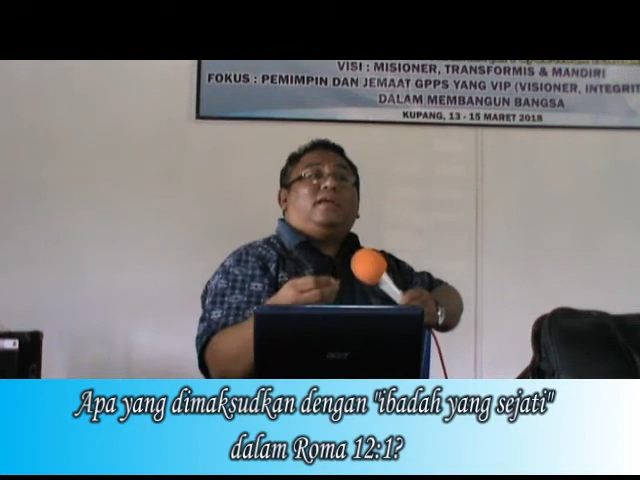 VISI : MISIONER, TRANSFORMIS & MANDIRI
FOKUS : PEMIMPIN DAN JEMAAT GPPS YANG VIP (VISIONER, INTEGRIT
DALAM MEMBANGUN BANGSA
KUPANG, 13 - 15 MARET 2018
acer
Apa yang dimaksudkan dengan "ibadah yang sejati"
dalam Roma 12:1?